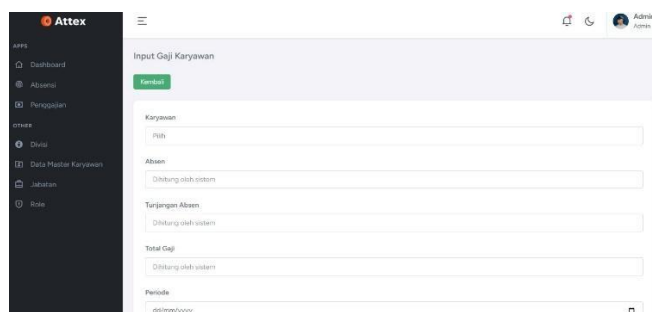 Attex
Admin
Admin
APPS
Dashboard
Absensi
Penggajian
OTHER
Divisi
Data Master Karyawan
Jabatan
Role
Input Gaji Karyawan
Kembali
Karyawan
Pilih
Absen
Dihitung oleh sistem
Tunjangan Absen
Dihitung oleh sistem
Total Gaji
Dihitung oleh sistem
Periode
dd/mm/yyyy